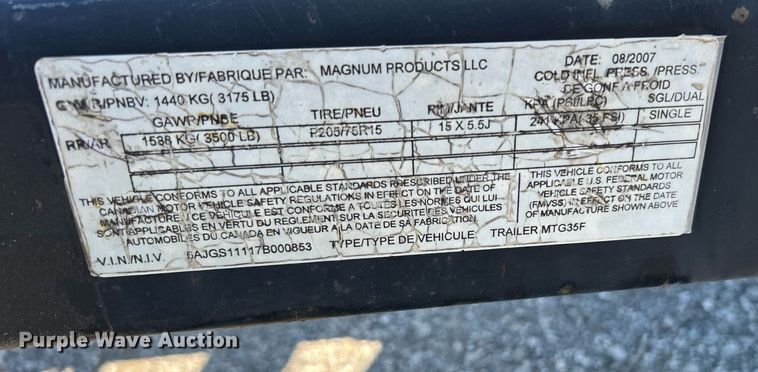 MANUFACTURED BY/FABRIQUE PAR: MAGNUM PRODUCTS LLC DATE: 08/2007
GVWR/PNBV: 1440 KG( 3175 LB) COLD INFL. PRESS. /PRESS.
DE GONF A FROID
GAWR/PNBE TIRE/PNEU RIM/JANTE KPA (PSI/LPC) SGL/DUAL
RR/AR 1588 KG( 3500 LB) P205/75R15 15 X 5.5J 241 KPA( 35 PSI) SINGLE
THIS VEHICLE CONFORMS TO ALL APPLICABLE STANDARDS PRESCRIBED UNDER THE
CANADIAN MOTOR VEHICLE SAFETY REGULATIONS IN EFFECT ON THE DATE OF
MANUFACTURE. / CE VEHICULE EST CONFORME A TOUTES LES NORMES QUI LUI
SONT APPLICABLES EN VERTU DU REGLEMENT SUR LA SECURITE DES VEHICULES
AUTOMOBILES DU CANADA EN VIGUEUR A LA DATE DE SA FABRICATION.
THIS VEHICLE CONFORMS TO ALL
APPLICABLE U.S. FEDERAL MOTOR
VEHICLE SAFETY STANDARDS
(FMVSS) IN EFFECT ON THE DATE
OF MANUFACTURE SHOWN ABOVE
V.I.N./N.I.V. 5AJGS11117B000853 TYPE/TYPE DE VEHICULE: TRAILER MTG35F
Purple Wave Auction